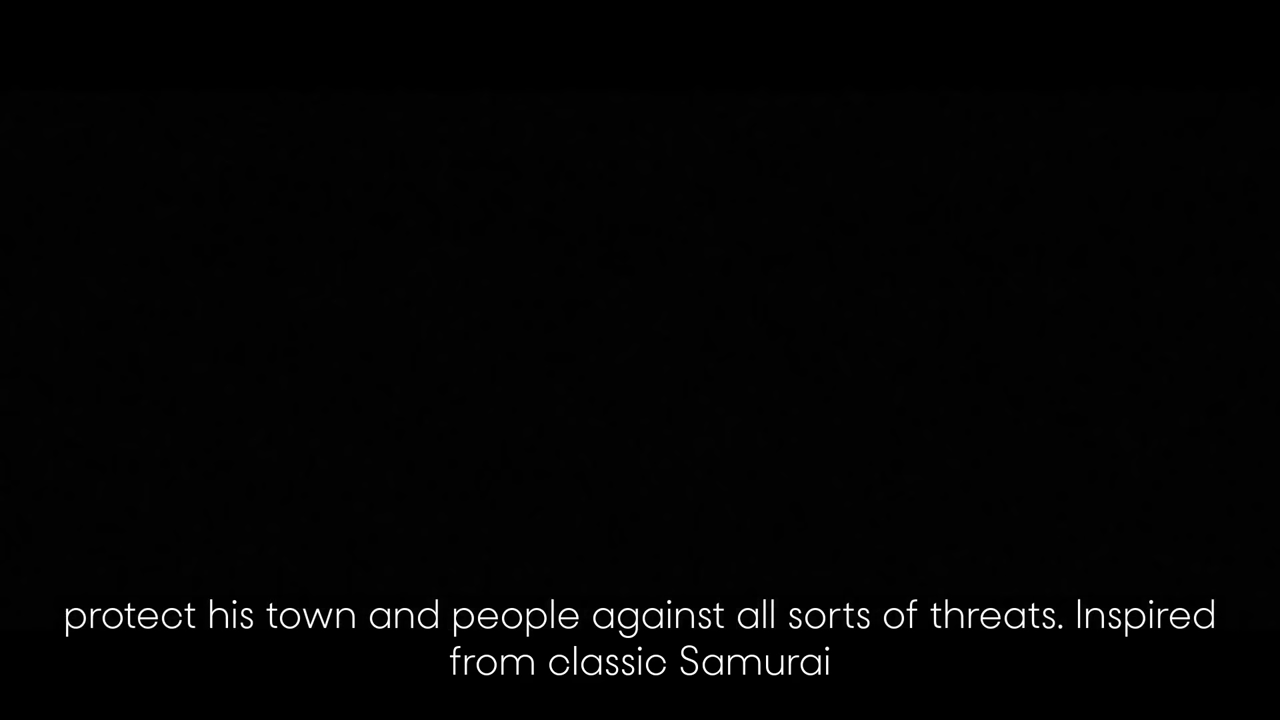 protect his town and people against all sorts of threats. Inspired
from classic Samurai